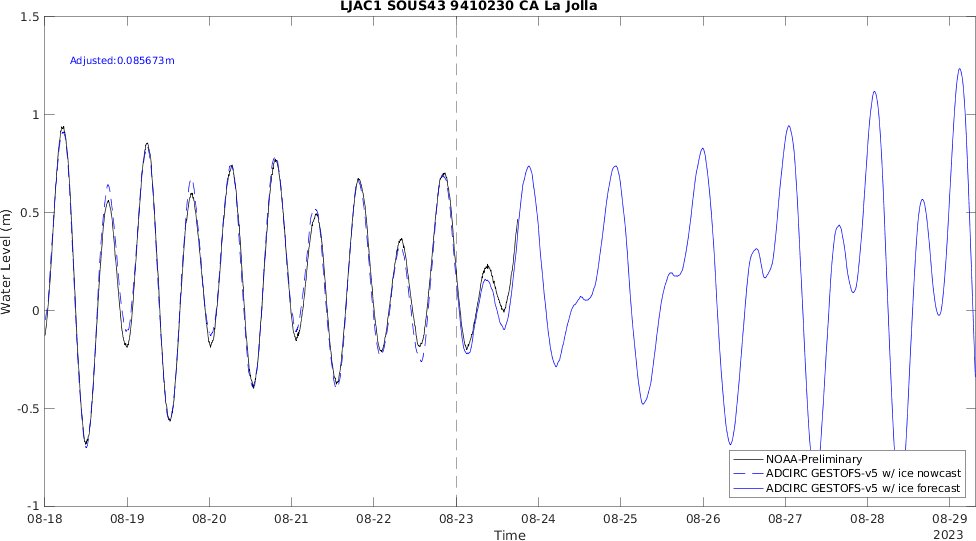 LJAC1 SOUS43 9410230 CA La Jolla
1.5
Adjusted:0.085673m
1
0.5
0
-0.5
-1
Water Level (m)
NOAA-Preliminary
ADCIRC GESTOFS-v5 w/ ice nowcast
ADCIRC GESTOFS-v5 w/ ice forecast
08-18 08-19 08-20 08-21 08-22 08-23 08-24 08-25 08-26 08-27 08-28 08-29
Time
2023